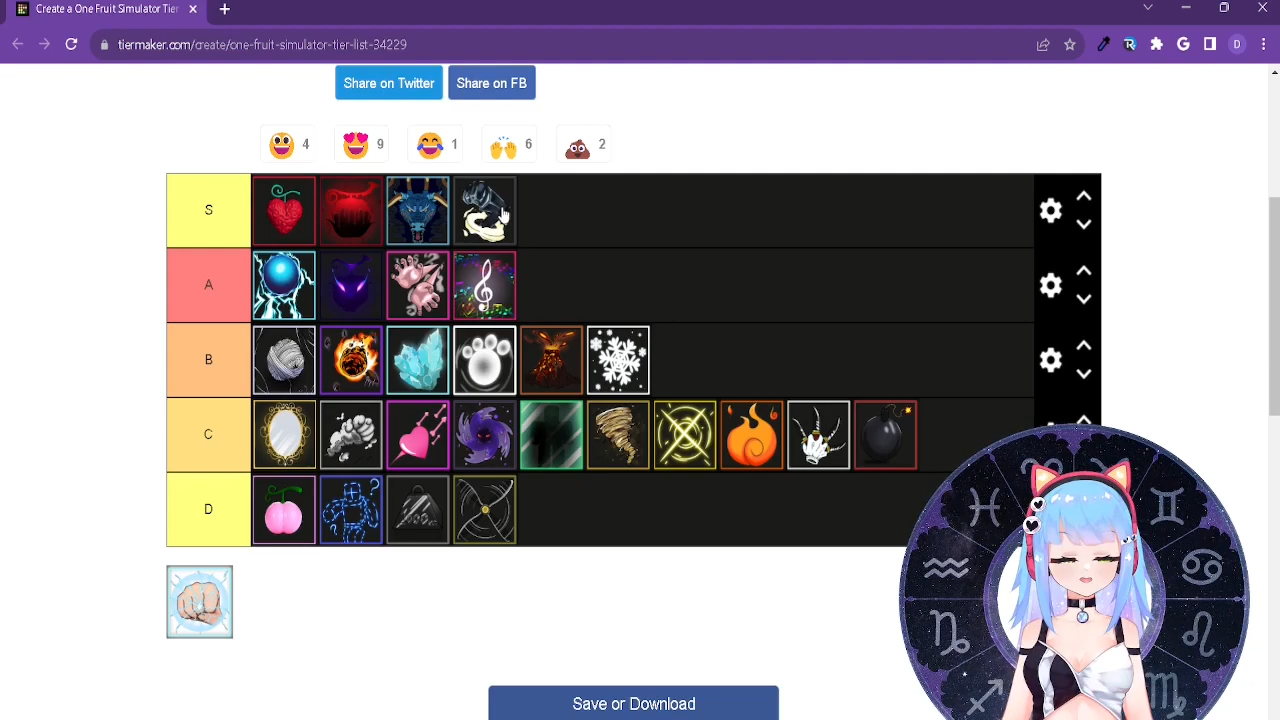 Create a One Fruit Simulator Tier
tiermaker.com/create/one-fruit-simulator-tier-list-34229
D
Share on Twitter
Share on FB
4
9
1
6
2
S
A
B
C
D
Save or Download